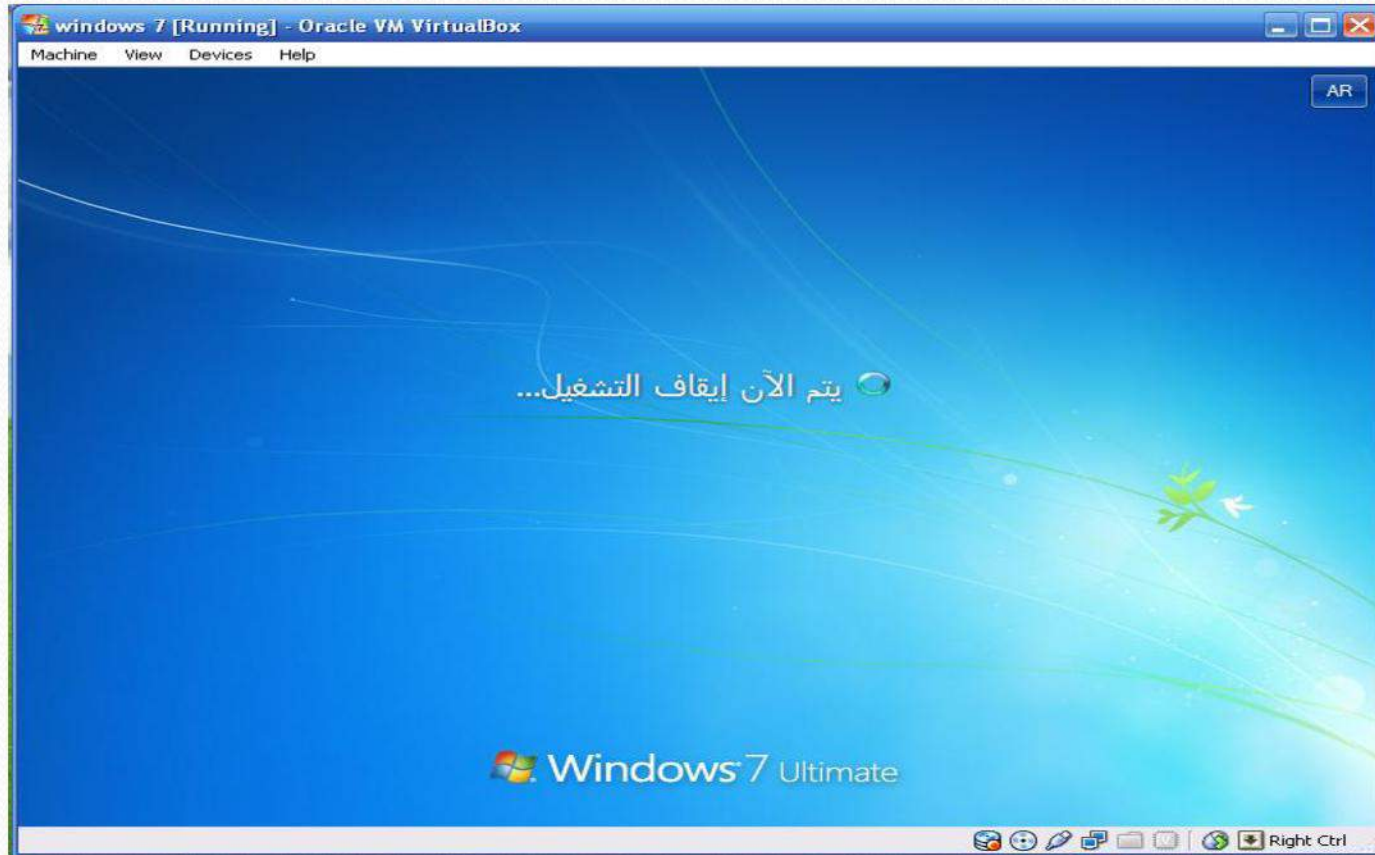 windows 7 [Running] - Oracle VM VirtualBox
Machine View Devices Help
AR
يتم الآن إيقاف التشغيل...
Windows 7 Ultimate
Right Ctrl